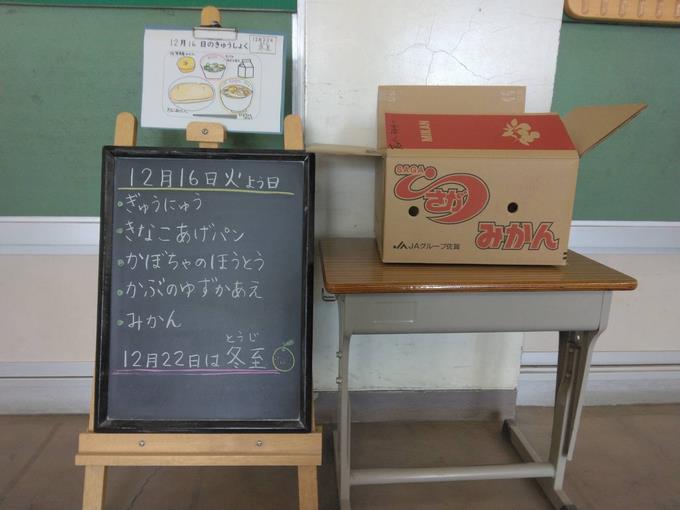 12月16日のきゅうしょく
12月16日火よう日
・ぎゅうにゅう
・きなこあげパン
・かぼちゃのほうとう
・かぶのゆずかあえ
・みかん
とうじ
12月22日は冬至
MIKAN
SAGA
さが
みかん
JA JAグループ佐賀